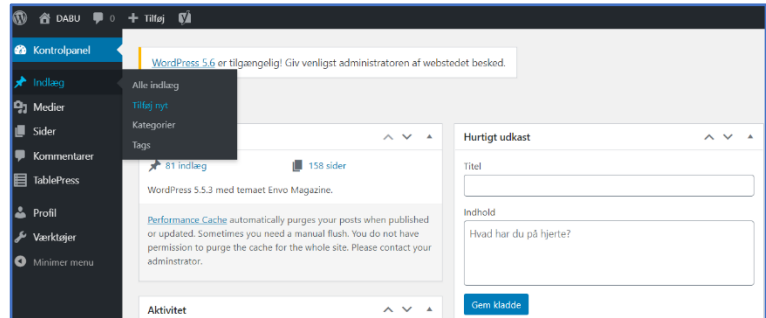 DABU 0 + Tilføj
Kontrolpanel
Indlæg
Medier
Sider
Kommentarer
TablePress
Profil
Værktøjer
Minimer menu
Alle indlæg
Tilføj nyt
Kategorier
Tags
WordPress 5.6 er tilgængelig! Giv venligst administratoren af webstedet besked.
81 indlæg
158 sider
WordPress 5.5.3 med temaet Envo Magazine.
Performance Cache automatically purges your posts when published
or updated. Sometimes you need a manual flush. You do not have
permission to purge the cache for the whole site. Please contact your
adminstrator.
Aktivitet
Hurtigt udkast
Titel
Indhold
Hvad har du på hjerte?
Gem kladde